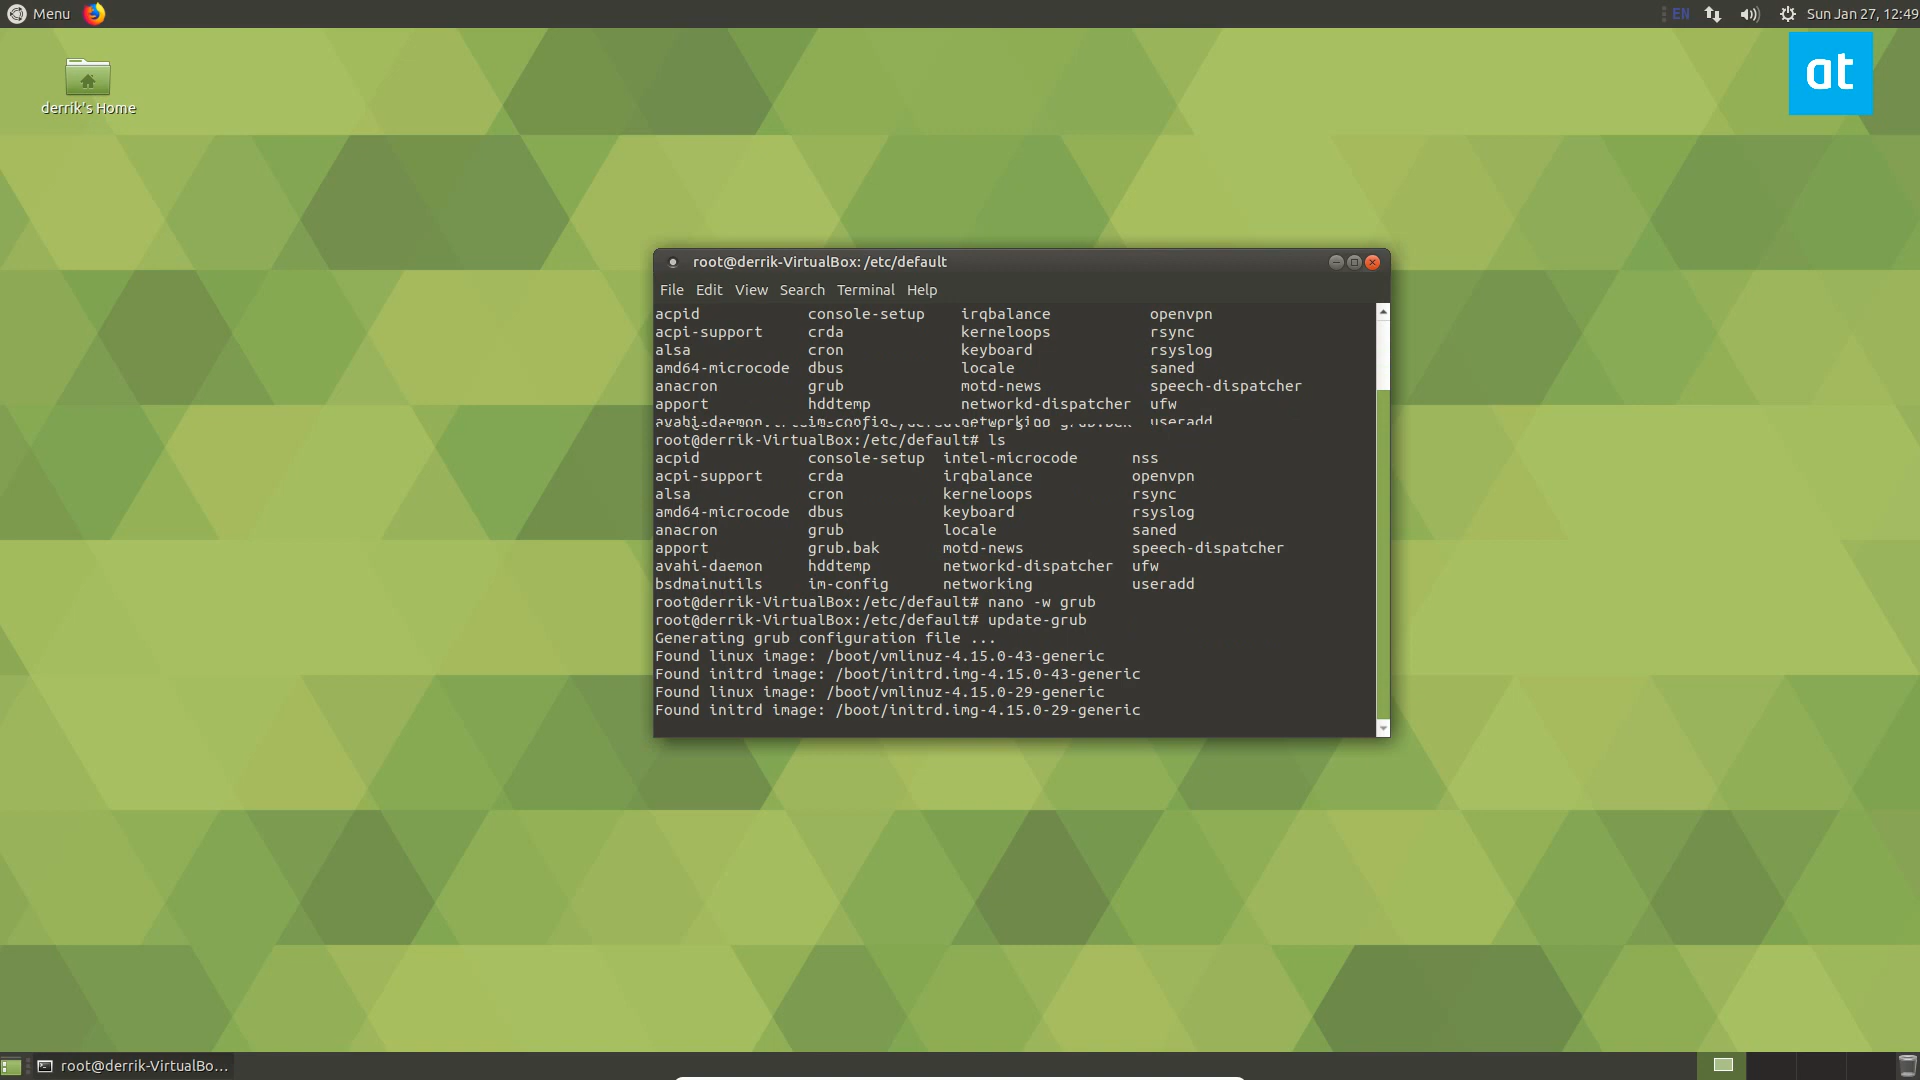 Menu
EN
Sun Jan 27, 12:49
at
derrik's Home
root@derrik-VirtualBox: /etc/default
File Edit View Search Terminal Help
acpid console-setup irqbalance openvpn
acpi-support crda kerneloops rsync
alsa cron keyboard rsyslog
amd64-microcode dbus locale saned
anacron grub motd-news speech-dispatcher
apport hddtemp networkd-dispatcher ufw
avahi-daemon im-config networking useradd
root@derrik-VirtualBox:/etc/default# ls
acpid console-setup intel-microcode nss
acpi-support crda irqbalance openvpn
alsa cron kerneloops rsync
amd64-microcode dbus keyboard rsyslog
anacron grub locale saned
apport grub.bak motd-news speech-dispatcher
avahi-daemon hddtemp networkd-dispatcher ufw
bsdmainutils im-config networking useradd
root@derrik-VirtualBox:/etc/default# nano -w grub
root@derrik-VirtualBox:/etc/default# update-grub
Generating grub configuration file ...
Found linux image: /boot/vmlinuz-4.15.0-43-generic
Found initrd image: /boot/initrd.img-4.15.0-43-generic
Found linux image: /boot/vmlinuz-4.15.0-29-generic
Found initrd image: /boot/initrd.img-4.15.0-29-generic
root@derrik-VirtualBo...